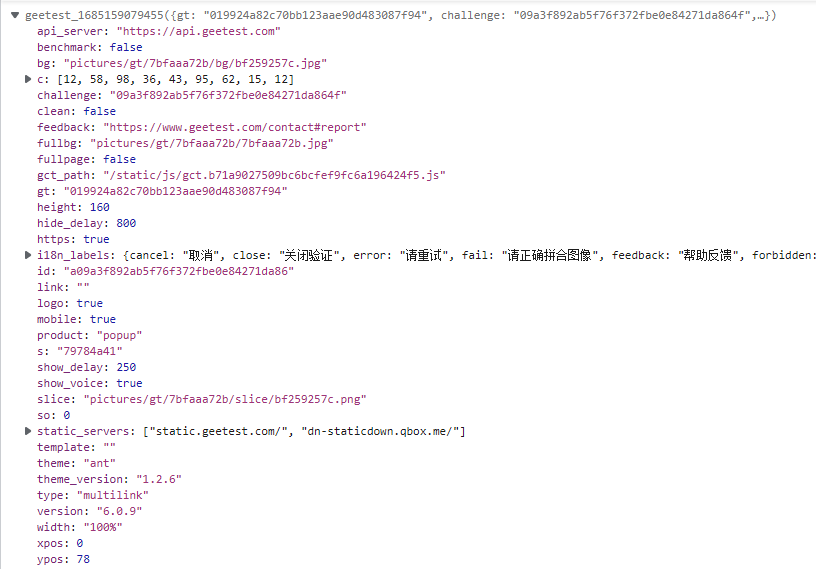 geetest_1685159079455({gt: "019924a82c70bb123aae90d483087f94", challenge: "09a3f892ab5f76f372fbe0e84271da864f",…})
api_server: "https://api.geetest.com"
benchmark: false
bg: "pictures/gt/7bfaaa72b/bg/bf259257c.jpg"
c: [12, 58, 98, 36, 43, 95, 62, 15, 12]
challenge: "09a3f892ab5f76f372fbe0e84271da864f"
clean: false
feedback: "https://www.geetest.com/contact#report"
fullbg: "pictures/gt/7bfaaa72b/7bfaaa72b.jpg"
fullpage: false
gct_path: "/static/js/gct.b71a9027509bc6bcfef9fc6a196424f5.js"
gt: "019924a82c70bb123aae90d483087f94"
height: 160
hide_delay: 800
https: true
i18n_labels: {cancel: "取消", close: "关闭验证", error: "请重试", fail: "请正确拼合图像", feedback: "帮助反馈", forbidden:
id: "a09a3f892ab5f76f372fbe0e84271da86"
link: ""
logo: true
mobile: true
product: "popup"
s: "79784a41"
show_delay: 250
show_voice: true
slice: "pictures/gt/7bfaaa72b/slice/bf259257c.png"
so: 0
static_servers: ["static.geetest.com/", "dn-staticdown.qbox.me/"]
template: ""
theme: "ant"
theme_version: "1.2.6"
type: "multilink"
version: "6.0.9"
width: "100%"
xpos: 0
ypos: 78